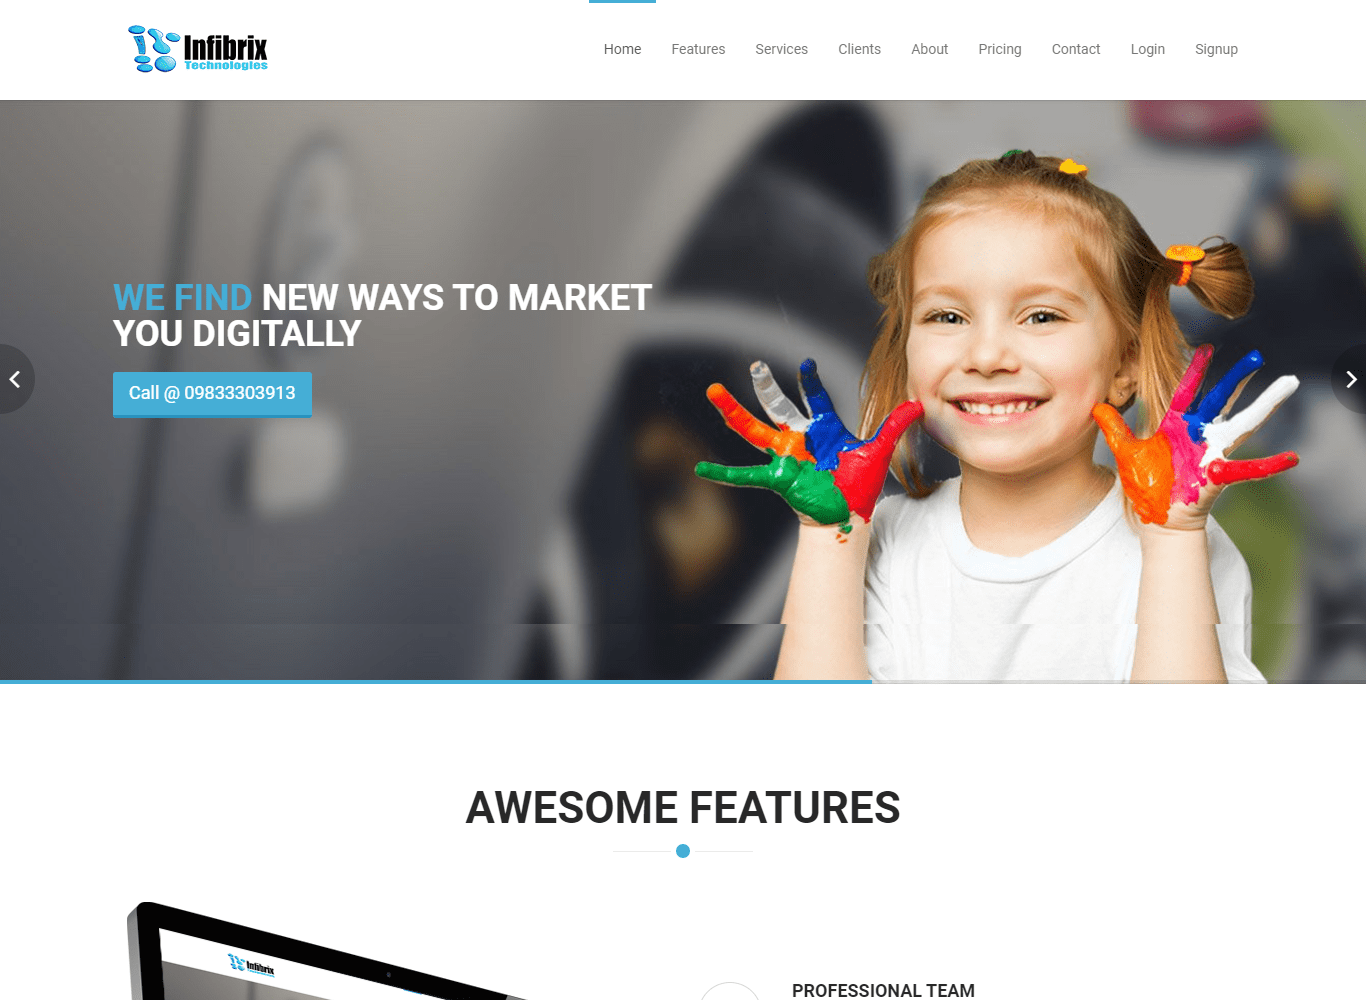 Infibrix
Technologies
Home Features Services Clients About Pricing Contact Login Signup
WE FIND NEW WAYS TO MARKET
YOU DIGITALLY
Call @ 09833303913
AWESOME FEATURES
Infibrix
PROFESSIONAL TEAM